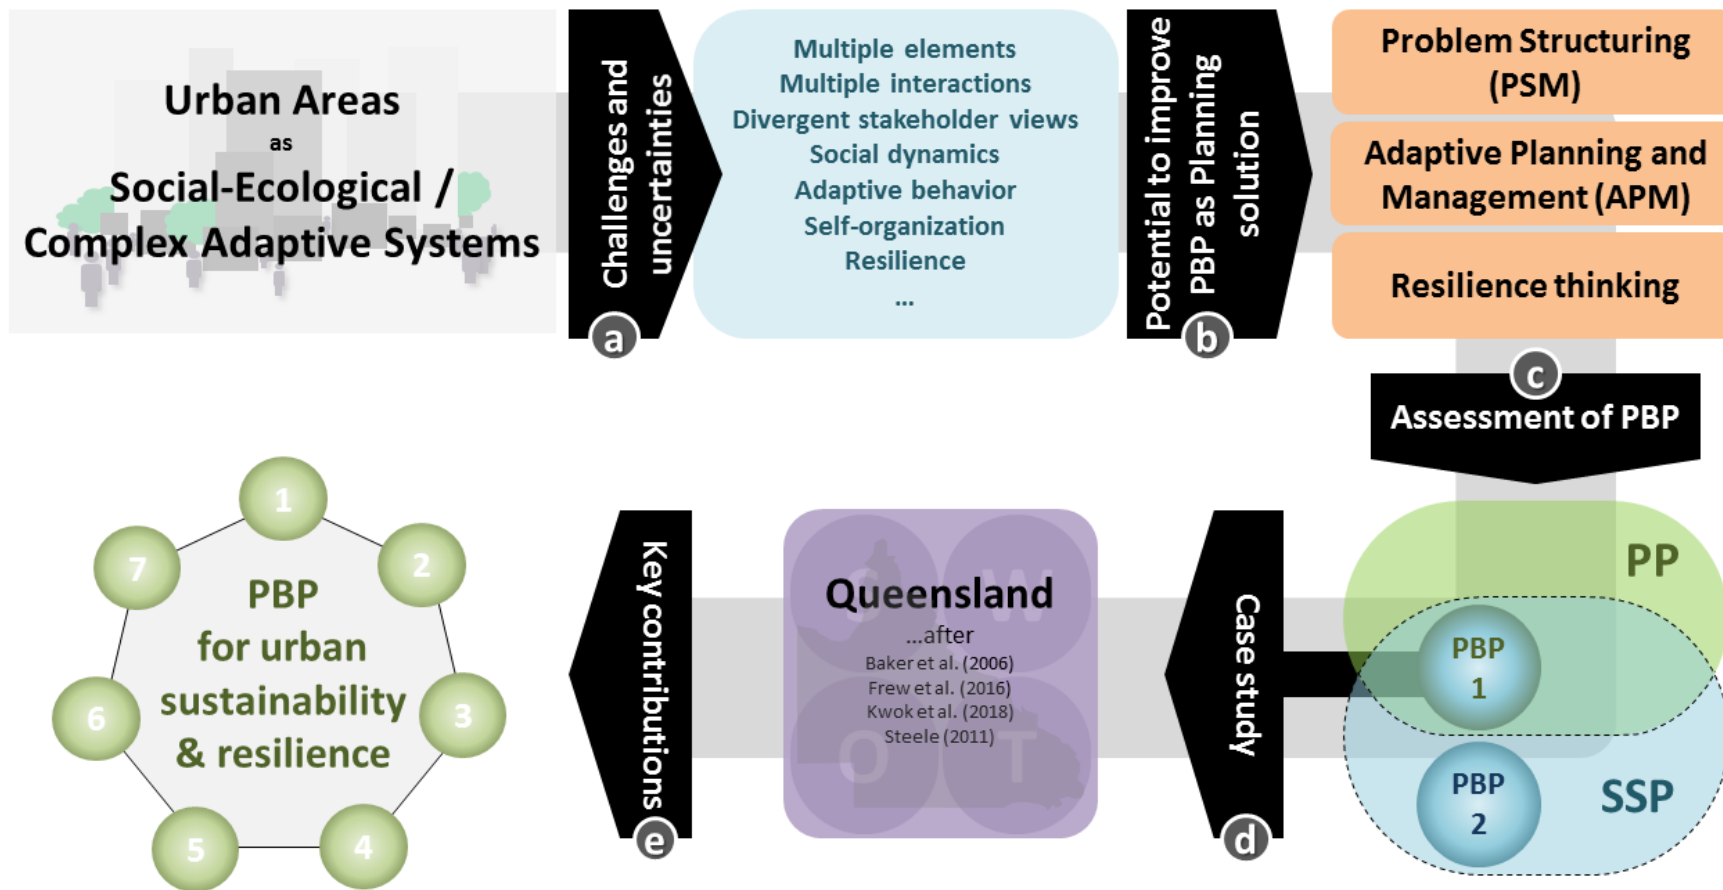 Urban Areas
as
Social-Ecological /
Complex Adaptive Systems
Challenges and
uncertainties
a
Multiple elements
Multiple interactions
Divergent stakeholder views
Social dynamics
Adaptive behavior
Self-organization
Resilience
...
Potential to improve
PBP as Planning
solution
b
Problem Structuring
(PSM)
Adaptive Planning and
Management (APM)
Resilience thinking
c
Assessment of PBP
PP
PBP
1
SSP
PBP
2
Case study
d
S
W
O
T
Queensland
...after
Baker et al. (2006)
Frew et al. (2016)
Kwok et al. (2018)
Steele (2011)
Key contributions
e
1
2
3
4
5
6
7
PBP
for urban
sustainability
& resilience